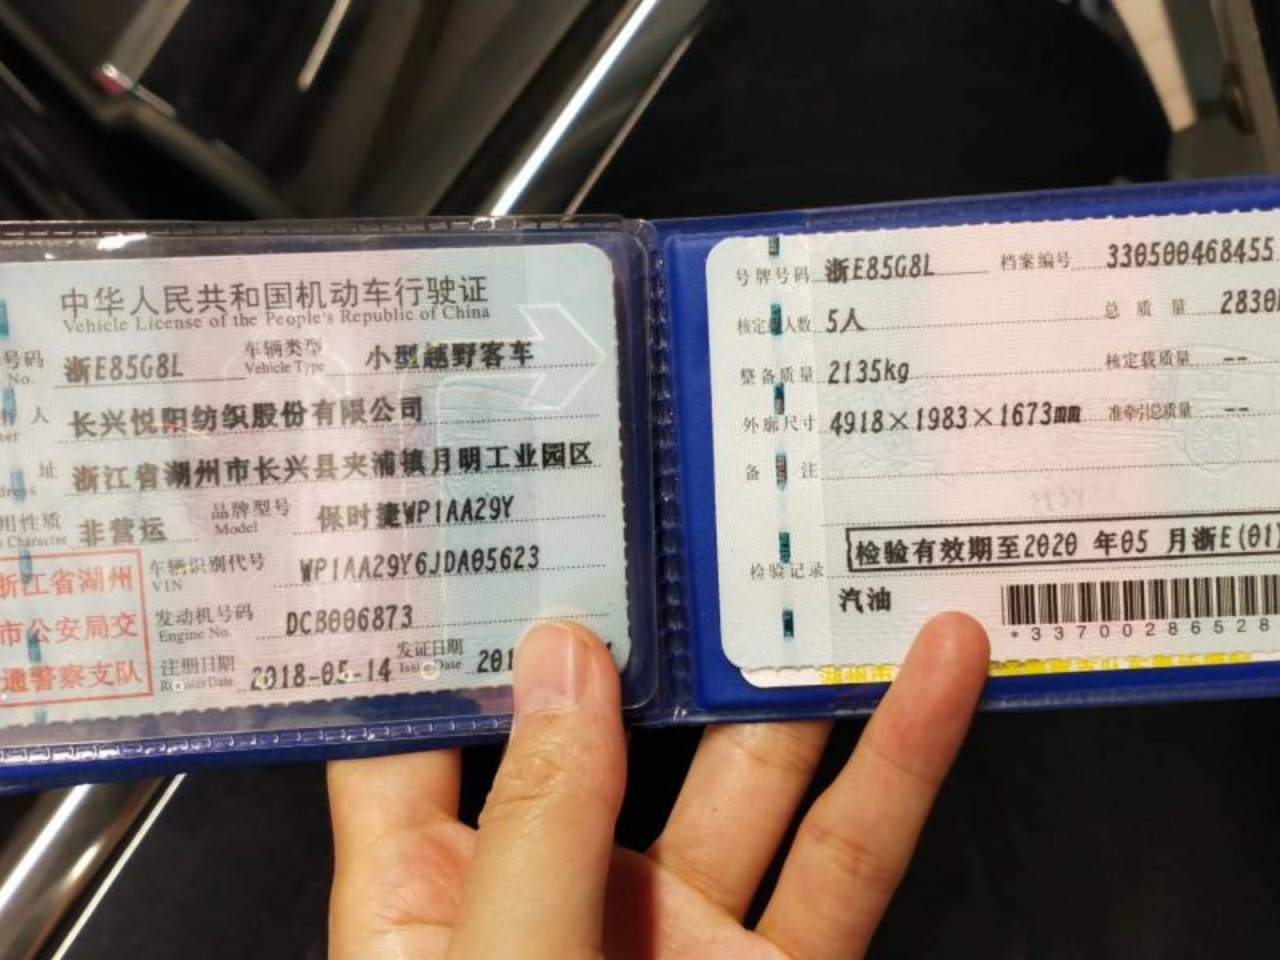 中华人民共和国机动车行驶证
Vehicle License of the People's Republic of China
号码 浙E85G8L 车辆类型 小型越野客车
No. Vehicle Type
人 长兴悦阳纺织股份有限公司
址 浙江省湖州市长兴县夹浦镇月明工业园区
用性质 非营运 品牌型号 保时捷WP1AA29Y
Character Model
浙江省湖州
市公安局交
通警察支队
车辆识别代号 WP1AA29Y6JDA05623
VIN
发动机号码 DCB006873
Engine No.
注册日期 2018-05-14 发证日期 201
Register Date Issue Date
号牌号码 浙E85G8L 档案编号 330500468455
核定载人数 5人 总质量 2830
整备质量 2135kg 核定载质量 --
外廓尺寸 4918×1983×1673mm 准牵引总质量 --
备注
检验有效期至2020 年05 月浙E(01)
检验记录
汽油
*33700286528